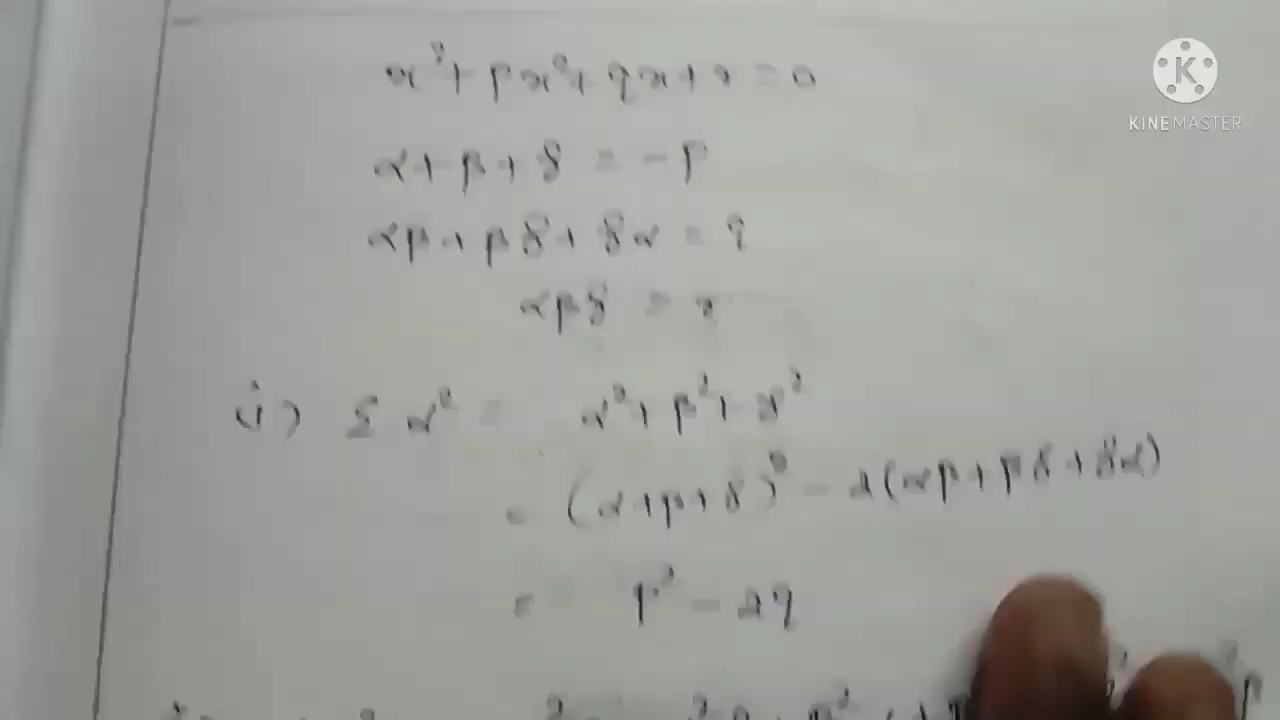 x³ + px² + qx + r = 0
KINEMASTER
α + β + γ = -p
αβ + βγ + γα = q
αβγ = r
i) Σ α² = α² + β² + γ²
= (α + β + γ)² - 2(αβ + βγ + γα)
= p² - 2q